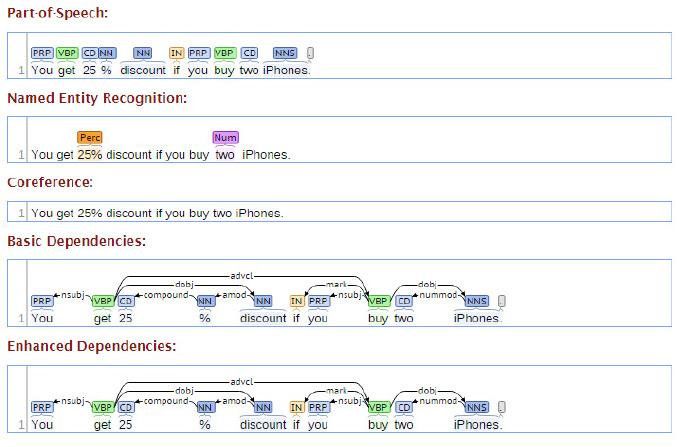 Part-of-Speech:
PRP VBP CD NN NN IN PRP VBP CD NNS .
1 You get 25 % discount if you buy two iPhones.
Named Entity Recognition:
Perc Num
1 You get 25% discount if you buy two iPhones.
Coreference:
1 You get 25% discount if you buy two iPhones.
Basic Dependencies:
advcl
dobj mark dobj
PRP nsubj VBP CD compound NN amod NN IN PRP nsubj VBP CD nummod NNS .
1 You get 25 % discount if you buy two iPhones.
Enhanced Dependencies:
advcl
dobj mark dobj
PRP nsubj VBP CD compound NN amod NN IN PRP nsubj VBP CD nummod NNS .
1 You get 25 % discount if you buy two iPhones.